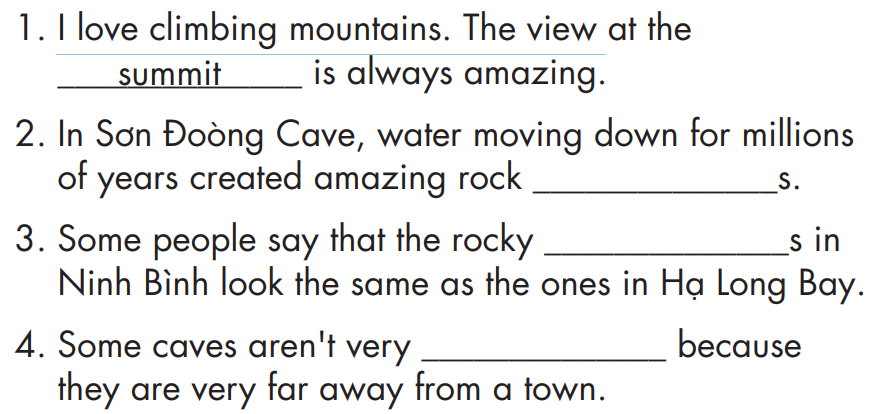 1. I love climbing mountains. The view at the
___summit___ is always amazing.
2. In Sơn Đoòng Cave, water moving down for millions
of years created amazing rock ______________s.
3. Some people say that the rocky ______________s in
Ninh Bình look the same as the ones in Hạ Long Bay.
4. Some caves aren't very ______________ because
they are very far away from a town.